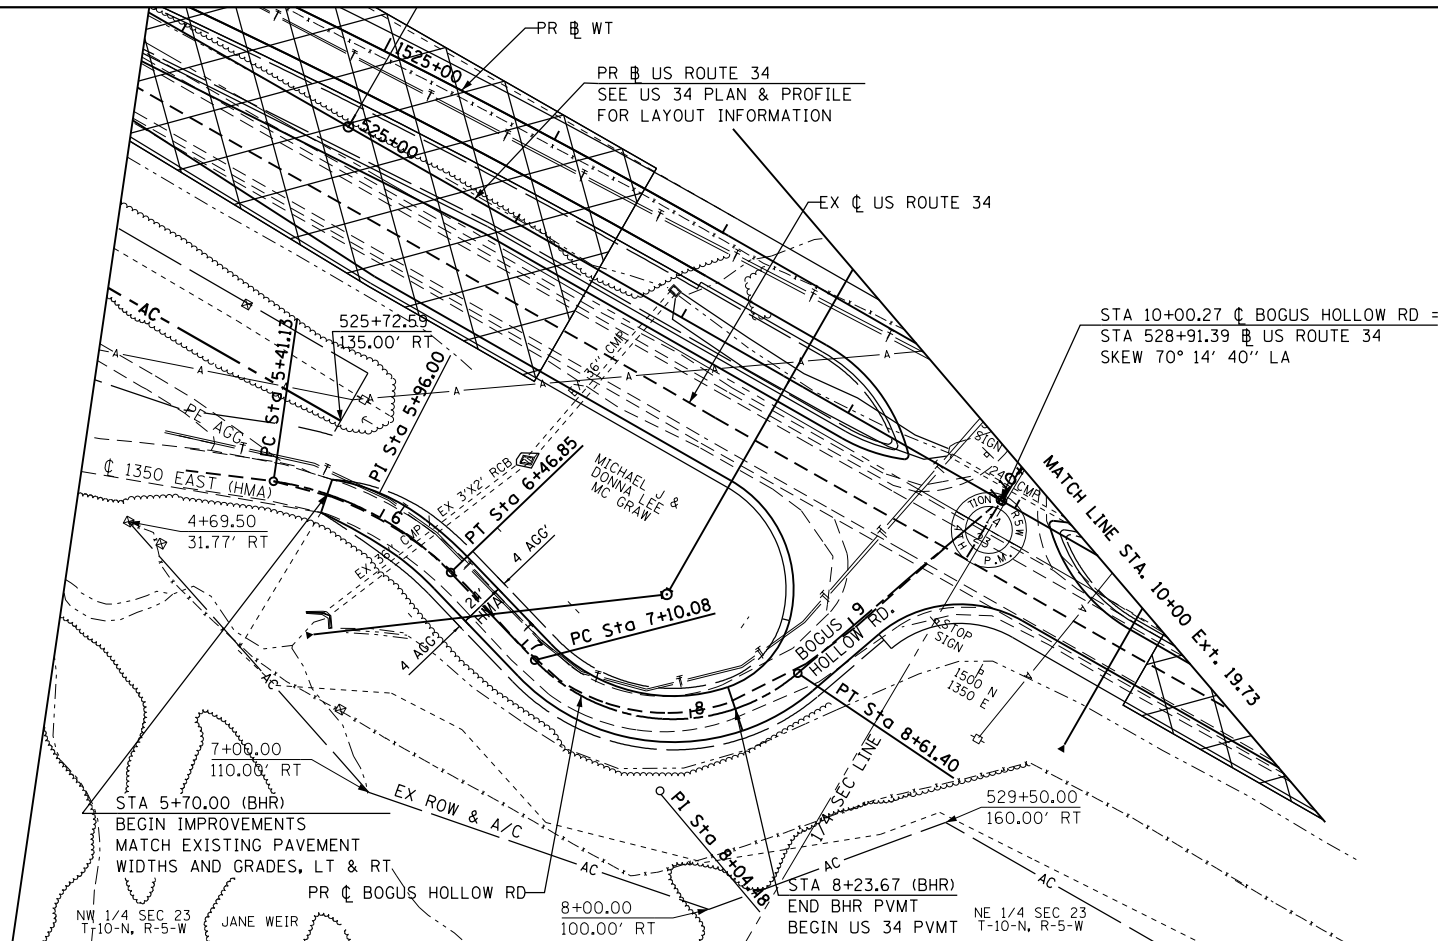 PR ℄ WT
1525+00
PR ℄ US ROUTE 34
SEE US 34 PLAN & PROFILE
FOR LAYOUT INFORMATION
525+00
EX ℄ US ROUTE 34
STA 10+00.27 ℄ BOGUS HOLLOW RD =
STA 528+91.39 ℄ US ROUTE 34
SKEW 70° 14' 40'' LA
AC
PC Sta 5+41.13
525+72.59
135.00' RT
PI Sta 5+96.00
EX 36" CMP
PE AGG
℄ 1350 EAST (HMA)
PT Sta 6+46.85
MICHAEL J &
DONNA LEE
MC GRAW
EX 3'X2' RCB
SIGN
24" CMP
MATCH LINE STA. 10+00 Ext. 19.73
4+69.50
31.77' RT
6
4 AGG'
24'
HMA
4 AGG'
R5W
P.M.
PC Sta 7+10.08
7
BOGUS
HOLLOW RD.
9
STOP
SIGN
P
1500 N
1350 E
8
PT Sta 8+61.40
1/4 SEC LINE
AC
7+00.00
110.00' RT
STA 5+70.00 (BHR)
BEGIN IMPROVEMENTS
MATCH EXISTING PAVEMENT
WIDTHS AND GRADES, LT & RT
EX ROW & A/C
PI Sta 8+04.48
529+50.00
160.00' RT
AC
AC
PR ℄ BOGUS HOLLOW RD
8+00.00
100.00' RT
STA 8+23.67 (BHR)
END BHR PVMT
BEGIN US 34 PVMT
NW 1/4 SEC 23
T-10-N, R-5-W
JANE WEIR
NE 1/4 SEC 23
T-10-N, R-5-W